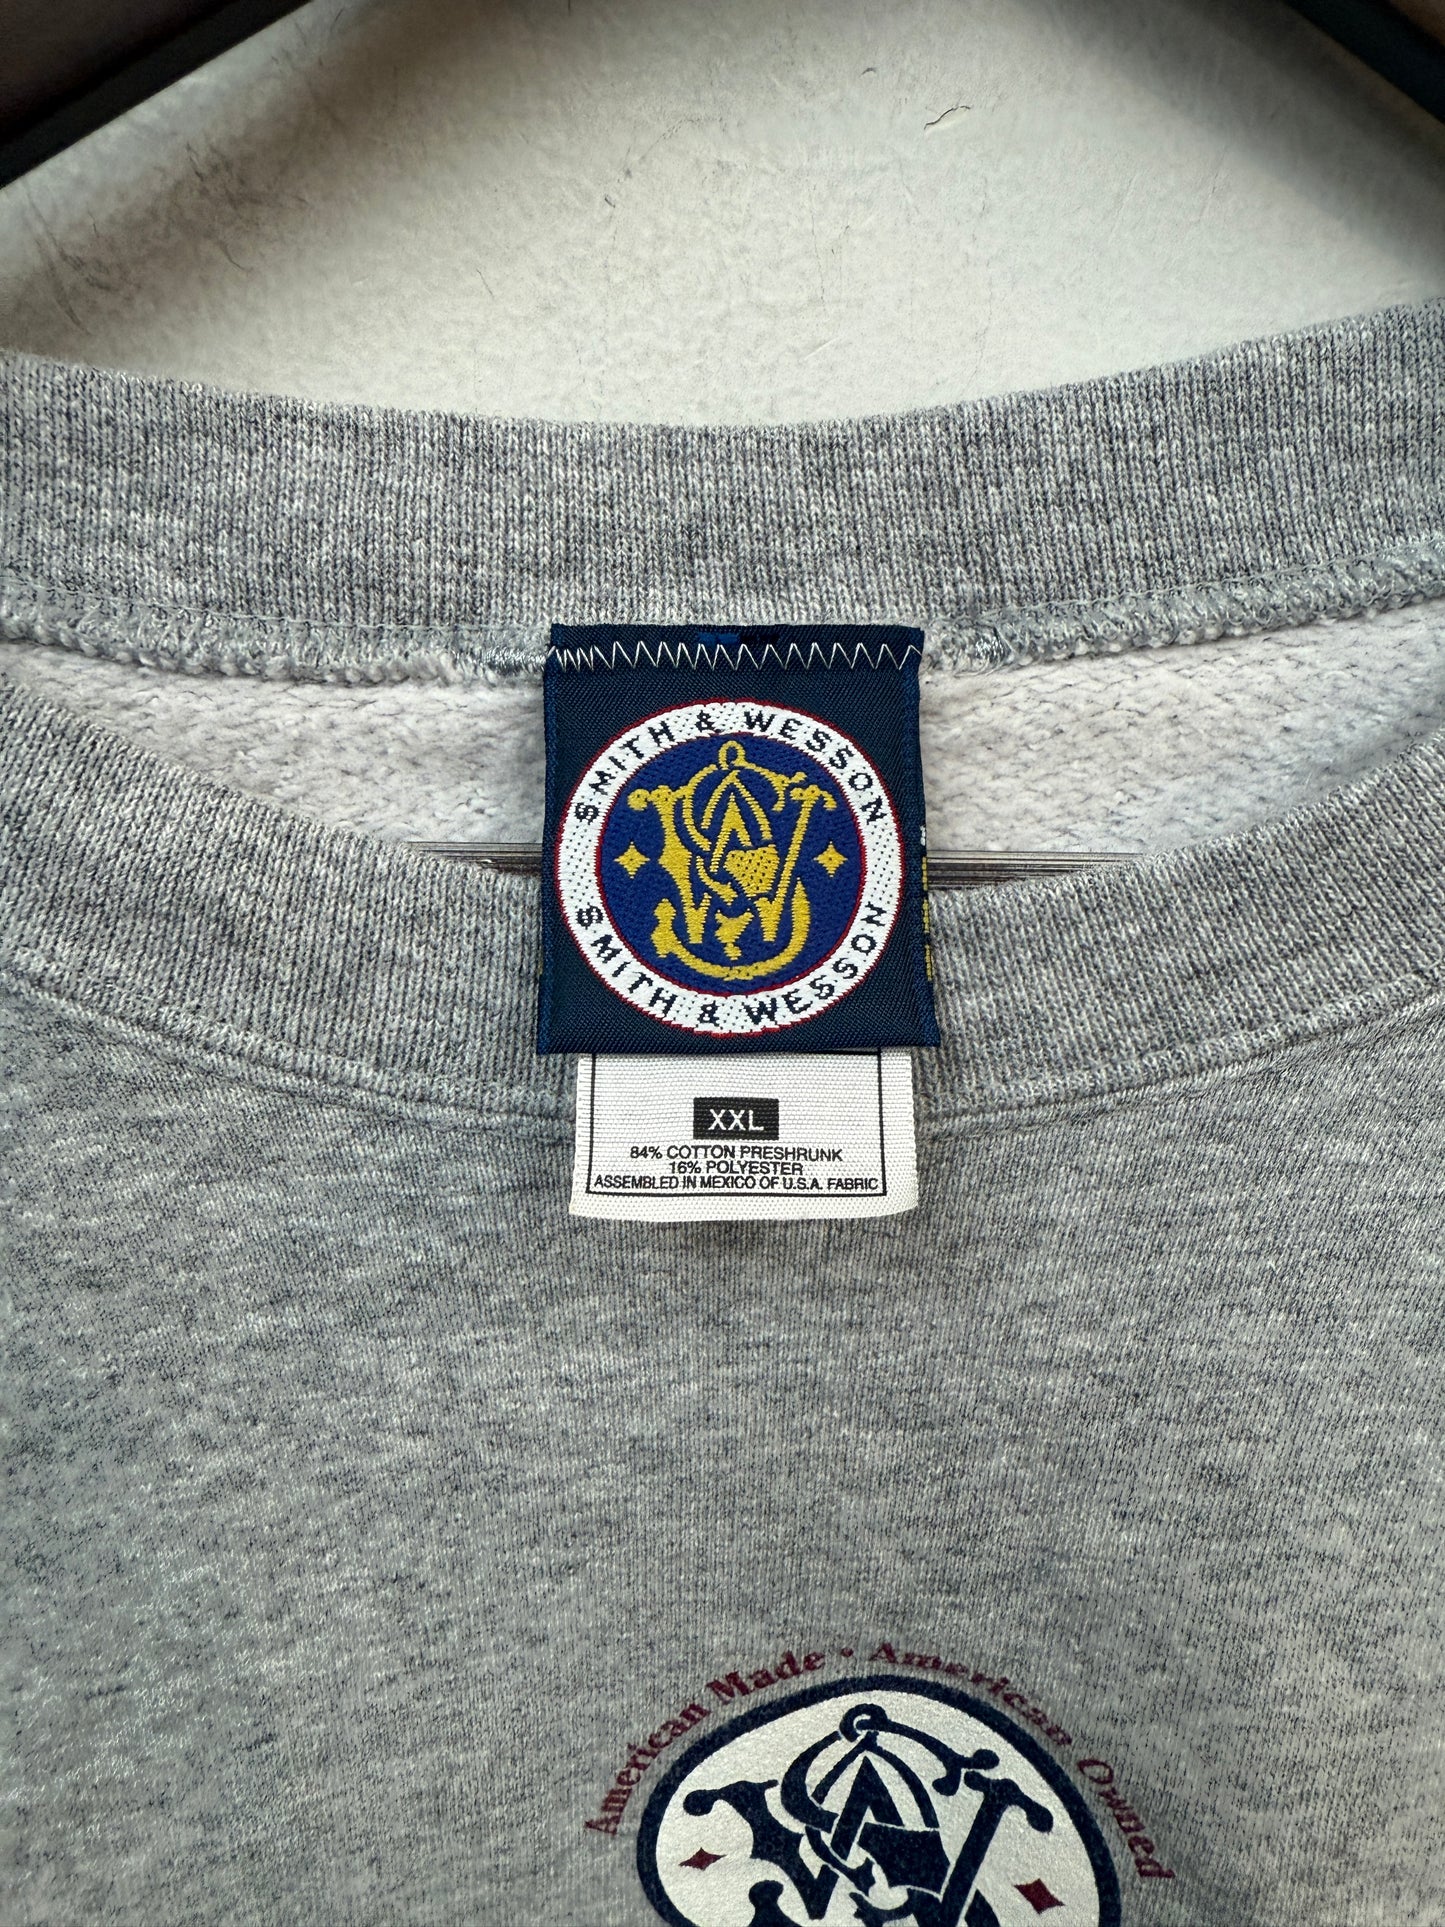 SMITH & WESSON
SMITH & WESSON
XXL
84% COTTON PRESHRUNK
16% POLYESTER
ASSEMBLED IN MEXICO OF U.S.A. FABRIC
American Made • American Owned